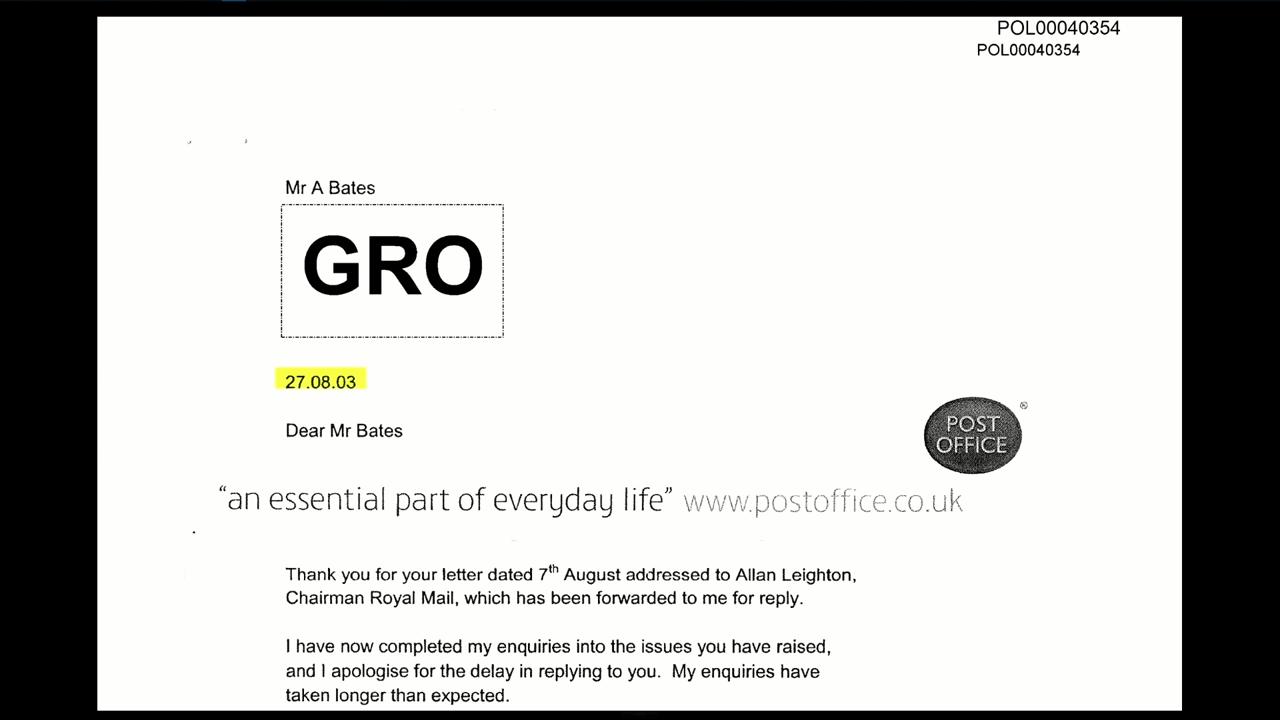 POL00040354
POL00040354
Mr A Bates
GRO
27.08.03
Dear Mr Bates
POST
OFFICE
®
“an essential part of everyday life” www.postoffice.co.uk
Thank you for your letter dated 7th August addressed to Allan Leighton,
Chairman Royal Mail, which has been forwarded to me for reply.
I have now completed my enquiries into the issues you have raised,
and I apologise for the delay in replying to you. My enquiries have
taken longer than expected.